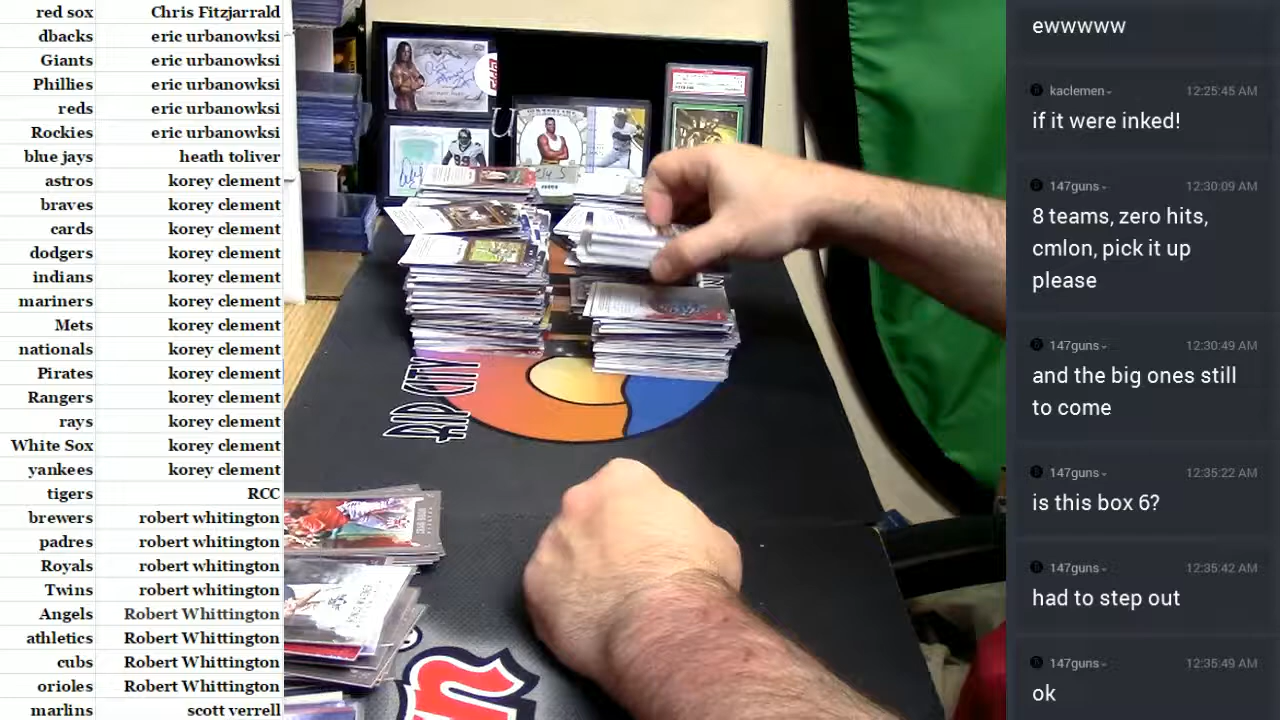 red sox Chris Fitzjarrald
dbacks eric urbanowksi
Giants eric urbanowksi
Phillies eric urbanowksi
reds eric urbanowksi
Rockies eric urbanowksi
blue jays heath toliver
astros korey clement
braves korey clement
cards korey clement
dodgers korey clement
indians korey clement
mariners korey clement
Mets korey clement
nationals korey clement
Pirates korey clement
Rangers korey clement
rays korey clement
White Sox korey clement
yankees korey clement
tigers RCC
brewers robert whitington
padres robert whitington
Royals robert whitington
Twins robert whitington
Angels Robert Whittington
athletics Robert Whittington
cubs Robert Whittington
orioles Robert Whittington
marlins scott verrell
RIP CITY
ewwwww
kaclemen 12:25:45 AM
if it were inked!
147guns 12:30:09 AM
8 teams, zero hits,
cmlon, pick it up
please
147guns 12:30:49 AM
and the big ones still
to come
147guns 12:35:22 AM
is this box 6?
147guns 12:35:42 AM
had to step out
147guns 12:35:49 AM
ok